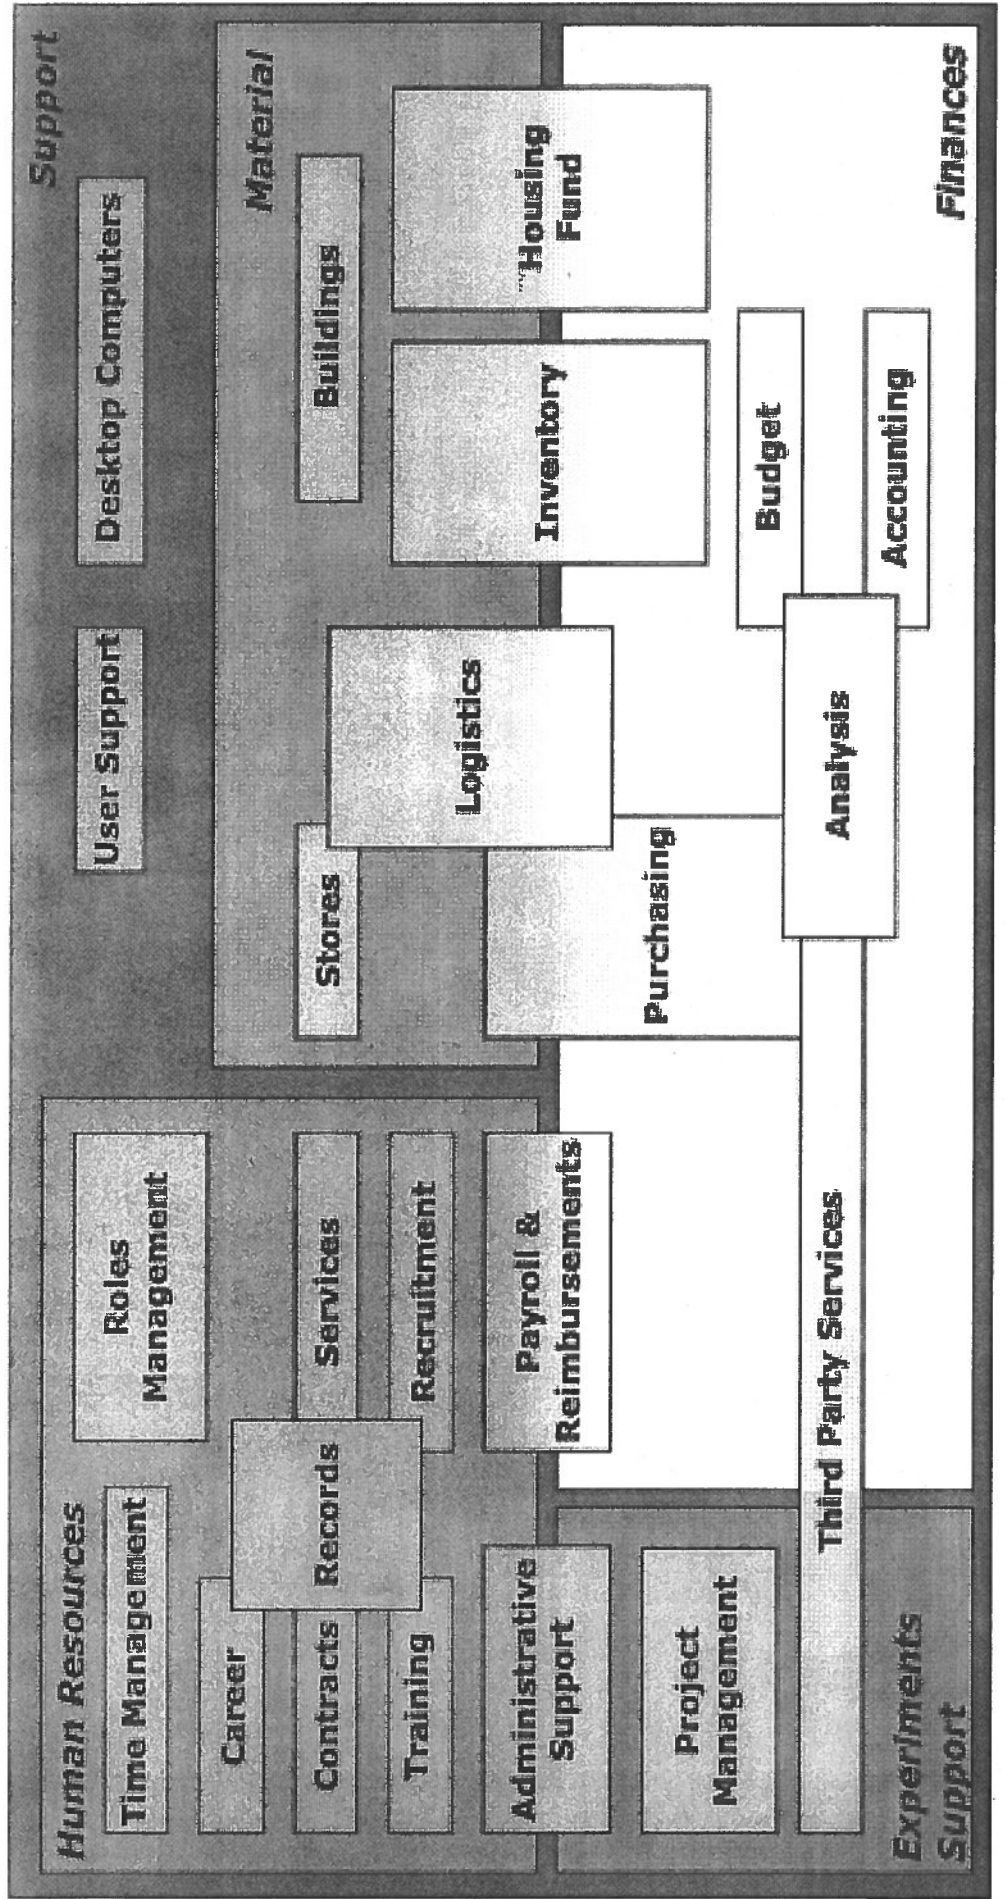 Support
User Support
Desktop Computers
Human Resources
Time Management
Roles
Management
Career
Contracts
Records
Services
Training
Recruitment
Administrative
Support
Payroll &
Reimbursements
Material
Stores
Buildings
Logistics
Inventory
Housing
Fund
Purchasing
Project
Management
Third Party Services
Analysis
Budget
Accounting
Experiments
Support
Finances